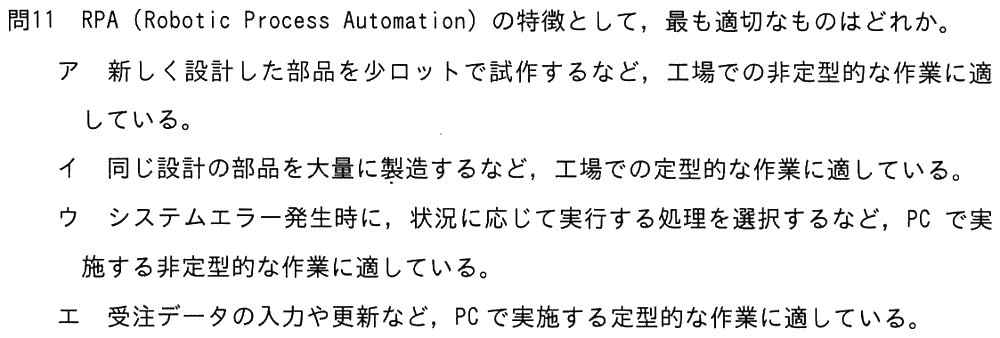 問11 RPA(Robotic Process Automation)の特徴として,最も適切なものはどれか。
ア 新しく設計した部品を少ロットで試作するなど,工場での非定型的な作業に適
している。
イ 同じ設計の部品を大量に製造するなど,工場での定型的な作業に適している。
ウ システムエラー発生時に,状況に応じて実行する処理を選択するなど,PC で実
施する非定型的な作業に適している。
エ 受注データの入力や更新など,PC で実施する定型的な作業に適している。